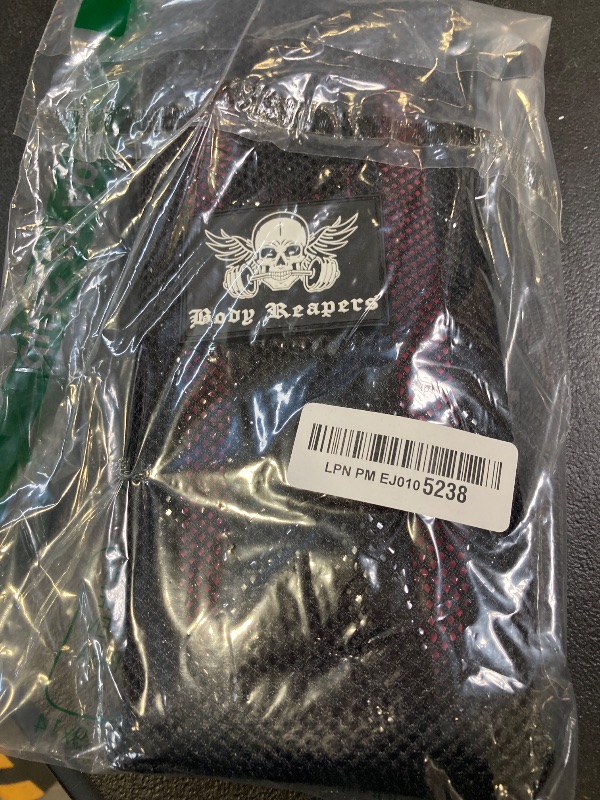 Body Reapers
LPN PM EJ0105238